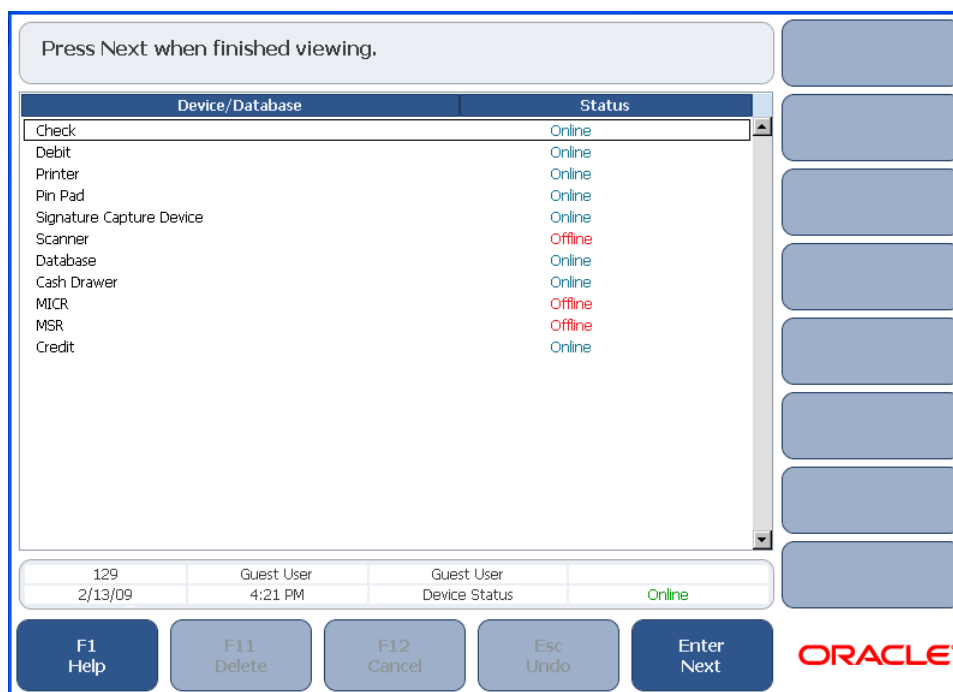 Press Next when finished viewing.
Device/Database Status
Check Online
Debit Online
Printer Online
Pin Pad Online
Signature Capture Device Online
Scanner Offline
Database Online
Cash Drawer Online
MICR Offline
MSR Offline
Credit Online
129 Guest User Guest User
2/13/09 4:21 PM Device Status Online
F1 F11 F12 Esc Enter
Help Delete Cancel Undo Next
ORACLE